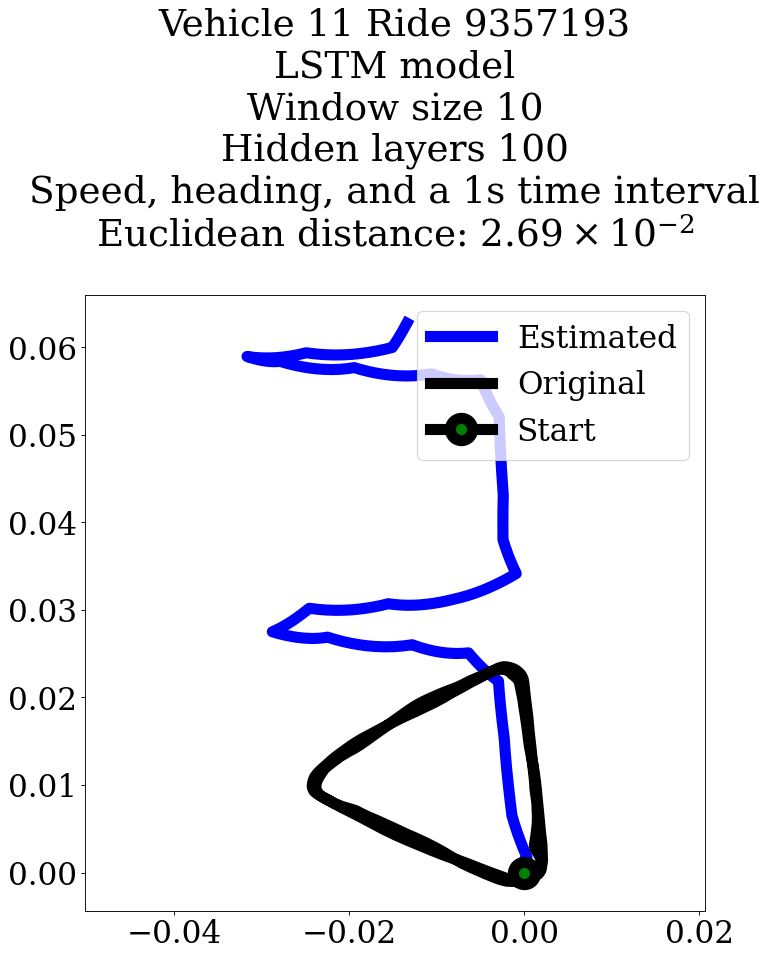 Vehicle 11 Ride 9357193
LSTM model
Window size 10
Hidden layers 100
Speed, heading, and a 1s time interval
Euclidean distance: 2.69 × 10⁻²
Estimated
Original
Start
0.06
0.05
0.04
0.03
0.02
0.01
0.00
−0.04 −0.02 0.00 0.02